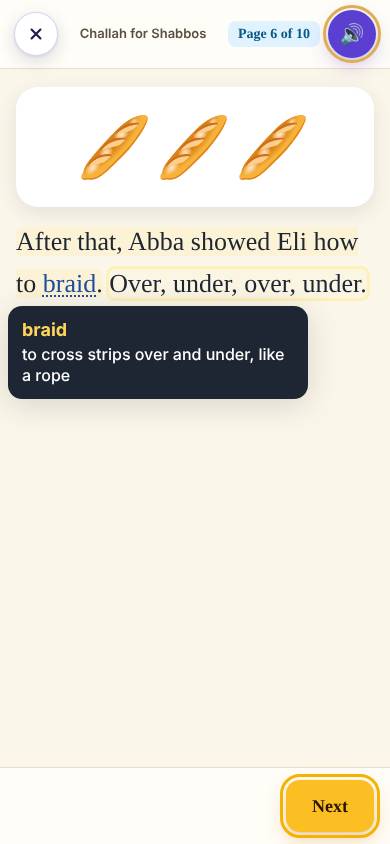 Challah for Shabbos
Page 6 of 10
After that, Abba showed Eli how
to braid. Over, under, over, under.
braid
to cross strips over and under, like
a rope
Next